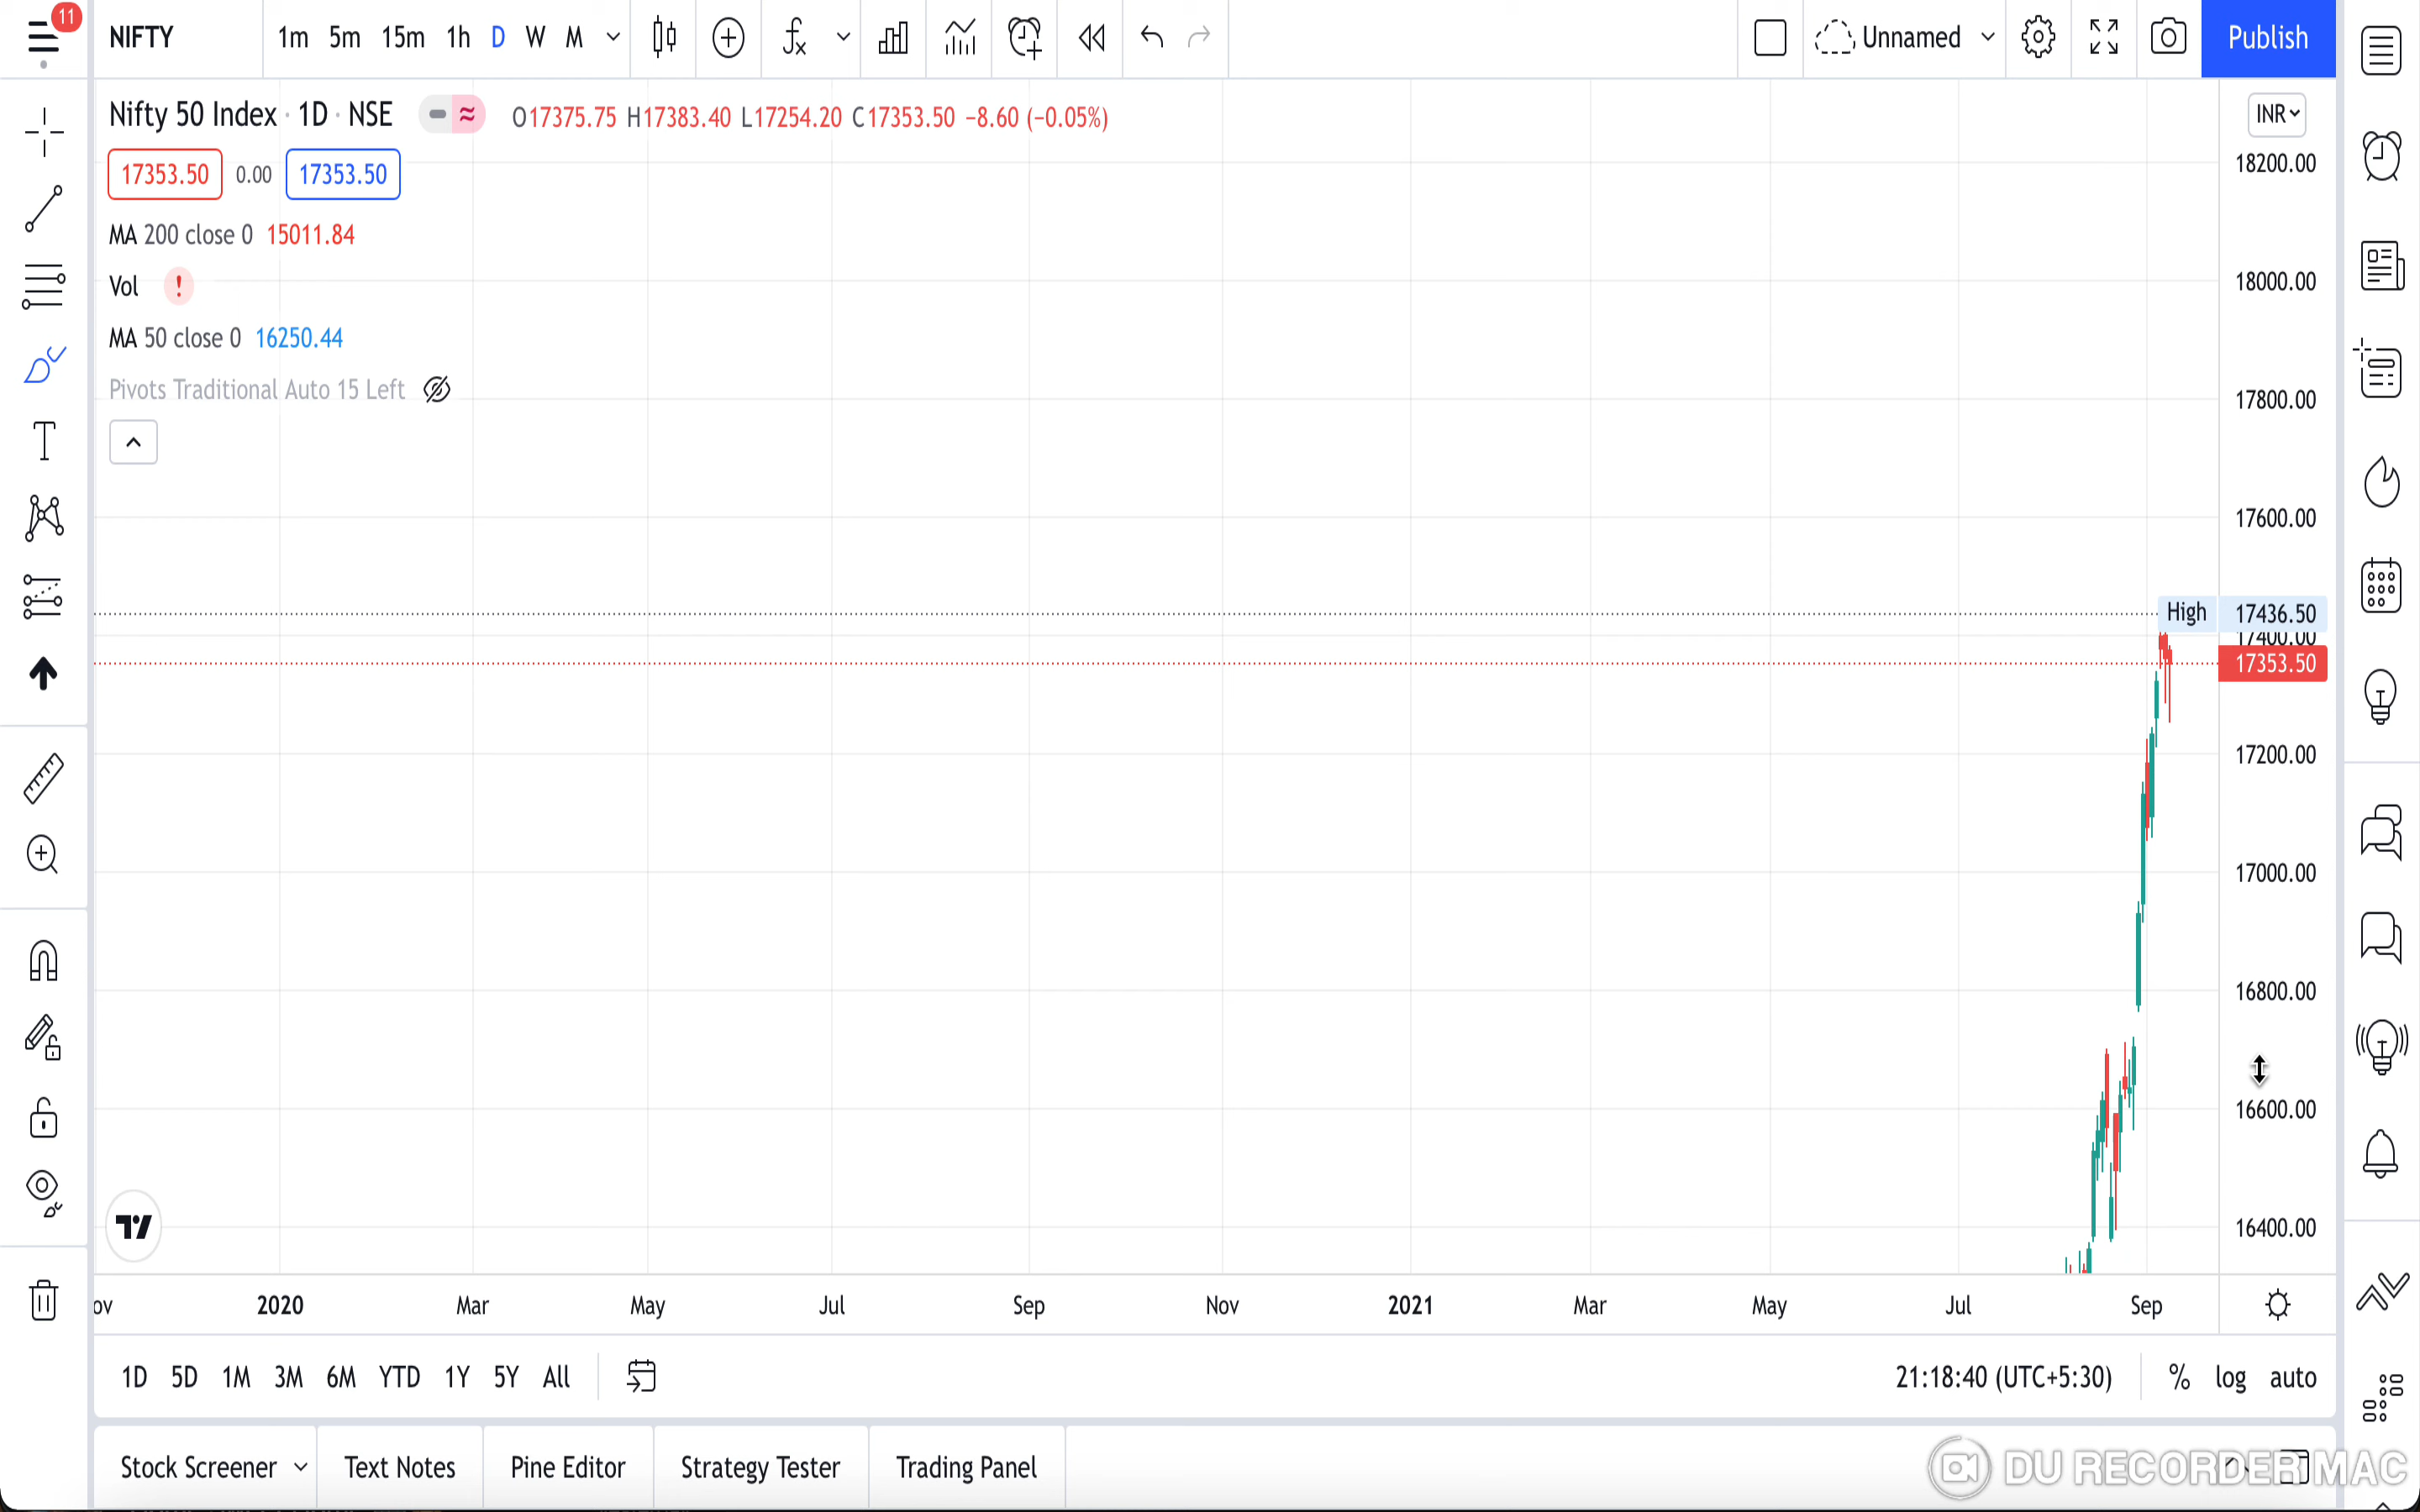 11
NIFTY
1m 5m 15m 1h D W M
Unnamed
Publish
Nifty 50 Index · 1D · NSE
O17375.75 H17383.40 L17254.20 C17353.50 −8.60 (−0.05%)
INR
17353.50 0.00 17353.50
MA 200 close 0 15011.84
Vol !
MA 50 close 0 16250.44
Pivots Traditional Auto 15 Left
18200.00
18000.00
17800.00
17600.00
High 17436.50
17400.00
17353.50
17200.00
17000.00
16800.00
16600.00
16400.00
ov 2020 Mar May Jul Sep Nov 2021 Mar May Jul Sep
1D 5D 1M 3M 6M YTD 1Y 5Y All
21:18:40 (UTC+5:30) % log auto
Stock Screener Text Notes Pine Editor Strategy Tester Trading Panel
DU RECORDER MAC